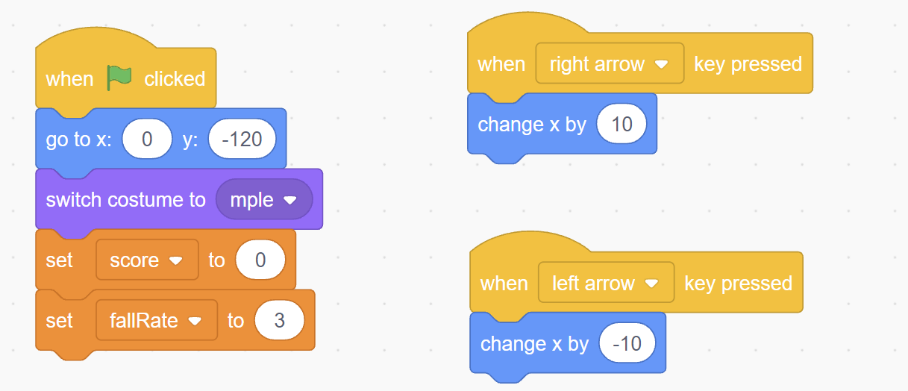 when clicked
go to x: 0 y: -120
switch costume to mple
set score to 0
set fallRate to 3
when right arrow key pressed
change x by 10
when left arrow key pressed
change x by -10